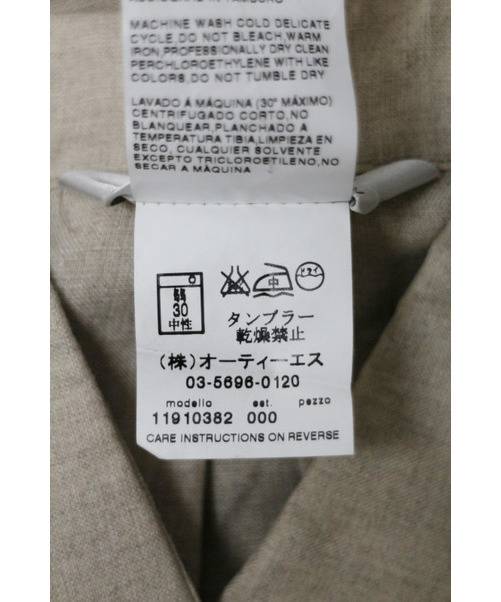 MACHINE WASH COLD DELICATE
CYCLE,DO NOT BLEACH,WARM
IRON,PROFESSIONALLY DRY CLEAN
PERCHLOROETHYLENE WITH LIKE
COLORS,DO NOT TUMBLE DRY
LAVADO Á MÁQUINA (30° MÁXIMO)
CENTRIFUGADO CORTO,NO
BLANQUEAR,PLANCHADO A
TEMPERATURA TIBIA,LIMPIEZA EN
SECO, CUALQUIER SOLVENTE
EXCEPTO TRICLOROETILENO,NO
SECAR A MÁQUINA
弱
30
中性
中
ドライ
タンブラー
乾燥禁止
(株)オーティーエス
03-5696-0120
modello est. pezzo
11910382 000
CARE INSTRUCTIONS ON REVERSE